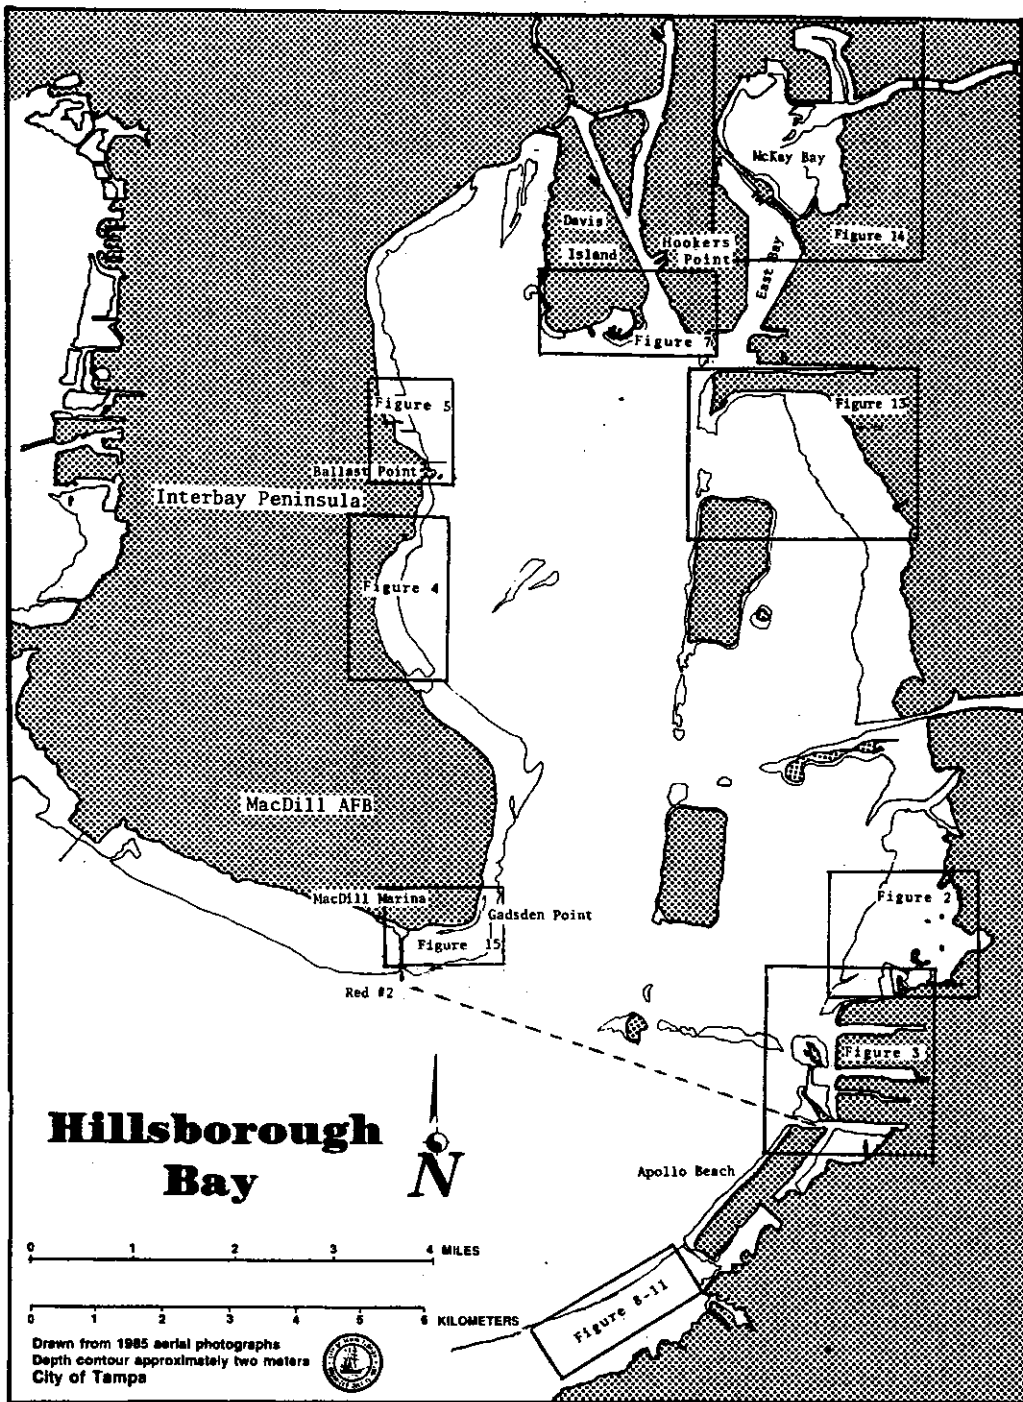 McKay Bay
Davis
Island
Hookers
Point
East Bay
Figure 14
Figure 7
Figure 5
Figure 13
Ballast Point
Interbay Peninsula
Figure 4
MacDill AFB
MacDill Marina
Gadsden Point
Figure 15
Figure 2
Red #2
Figure 3
Hillsborough
Bay
N
Apollo Beach
0 1 2 3 4 MILES
0 1 2 3 4 5 6 KILOMETERS
Figure 8-11
Drawn from 1985 aerial photographs
Depth contour approximately two meters
City of Tampa